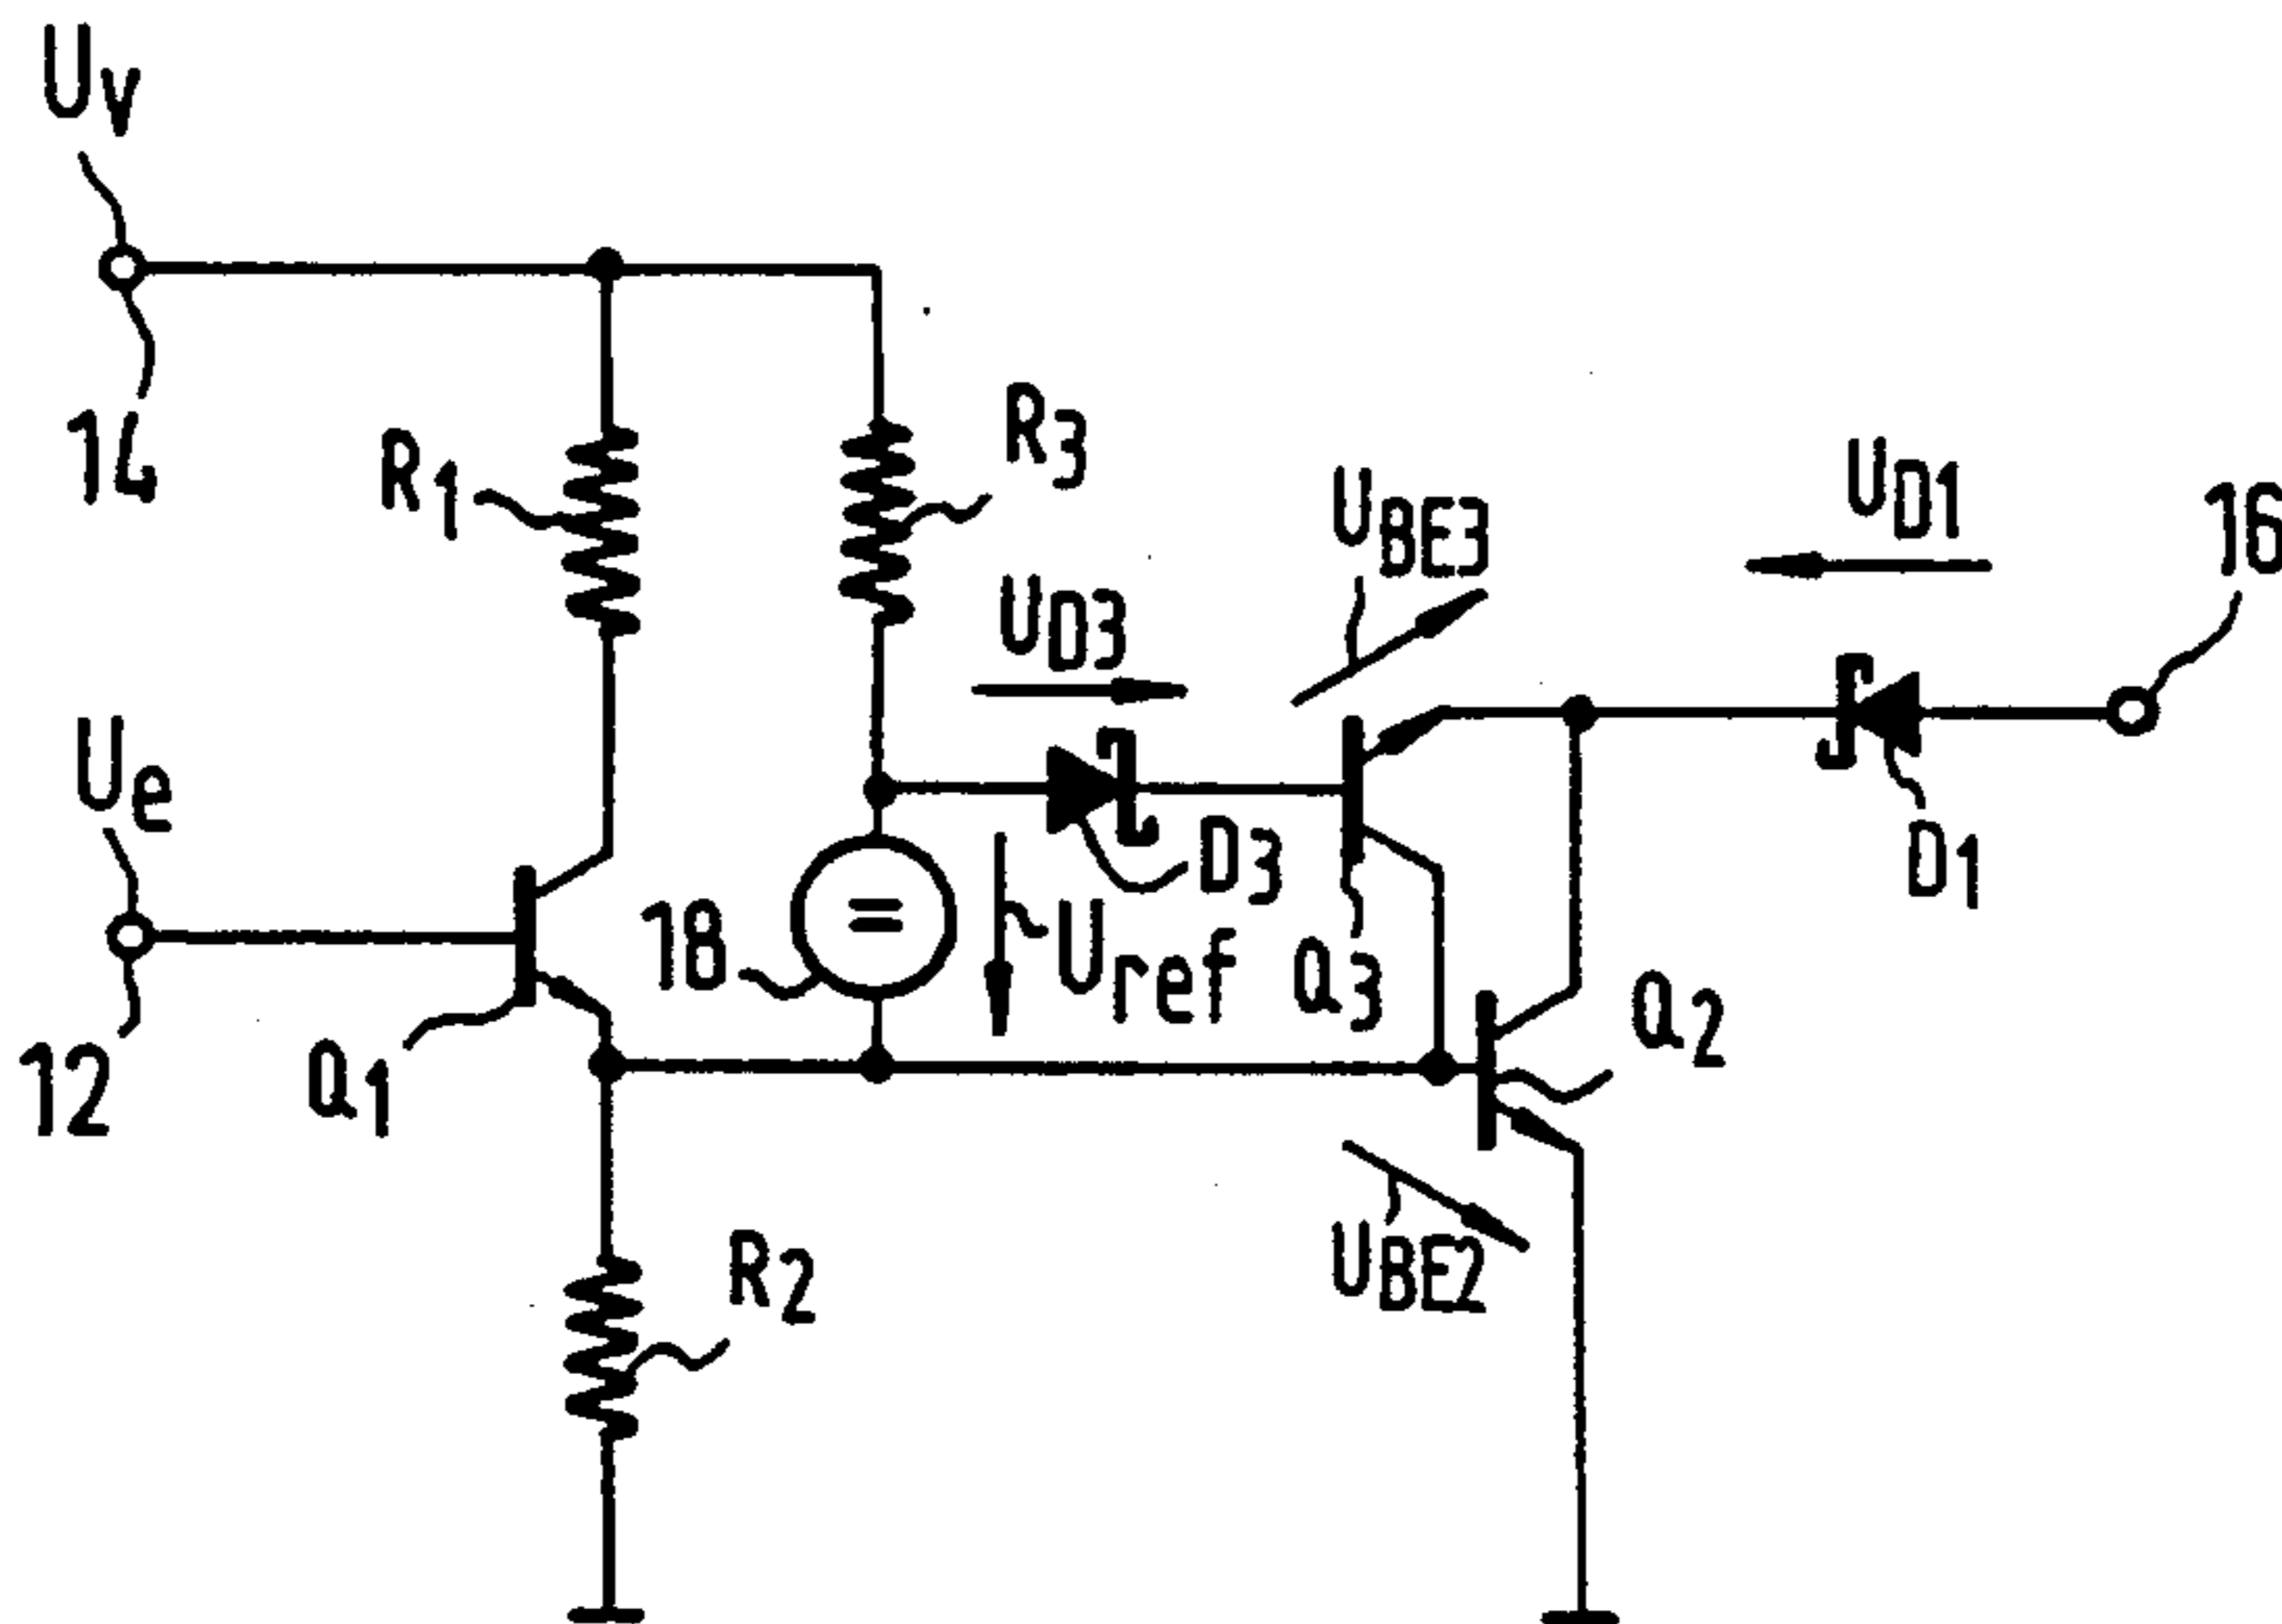 Uv
14
R1
R3
UBE3
UD1
16
UD3
Ue
D3
D1
18
Uref
Q3
Q2
12
Q1
UBE2
R2